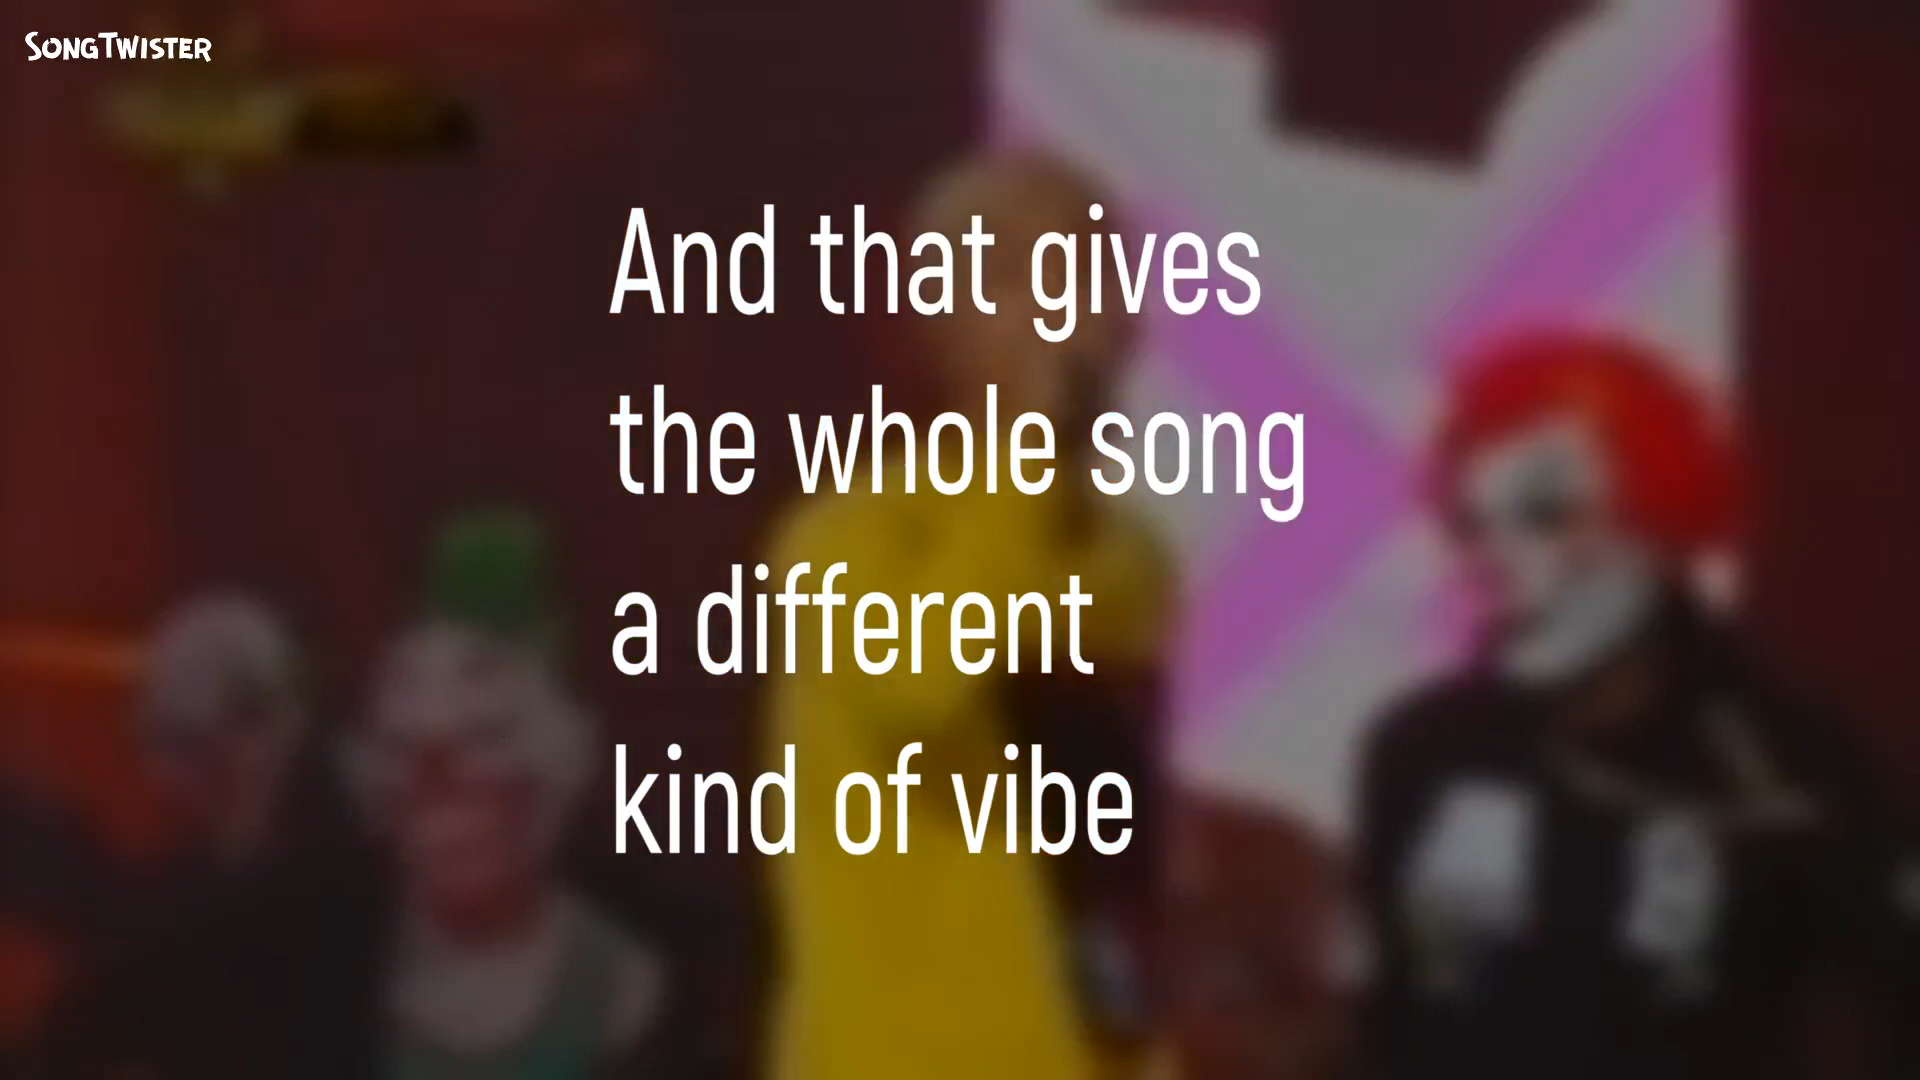 SONGTWISTER
And that gives
the whole song
a different
kind of vibe